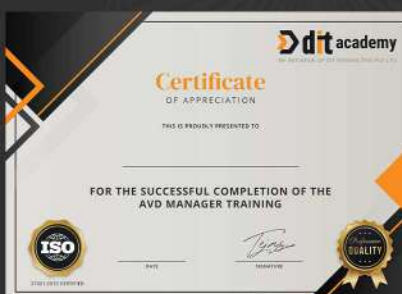 dit academy
Certificate
OF APPRECIATION
THIS IS PROUDLY PRESENTED TO
FOR THE SUCCESSFUL COMPLETION OF THE
AVD MANAGER TRAINING
ISO
DATE
SIGNATURE
Professional
QUALITY